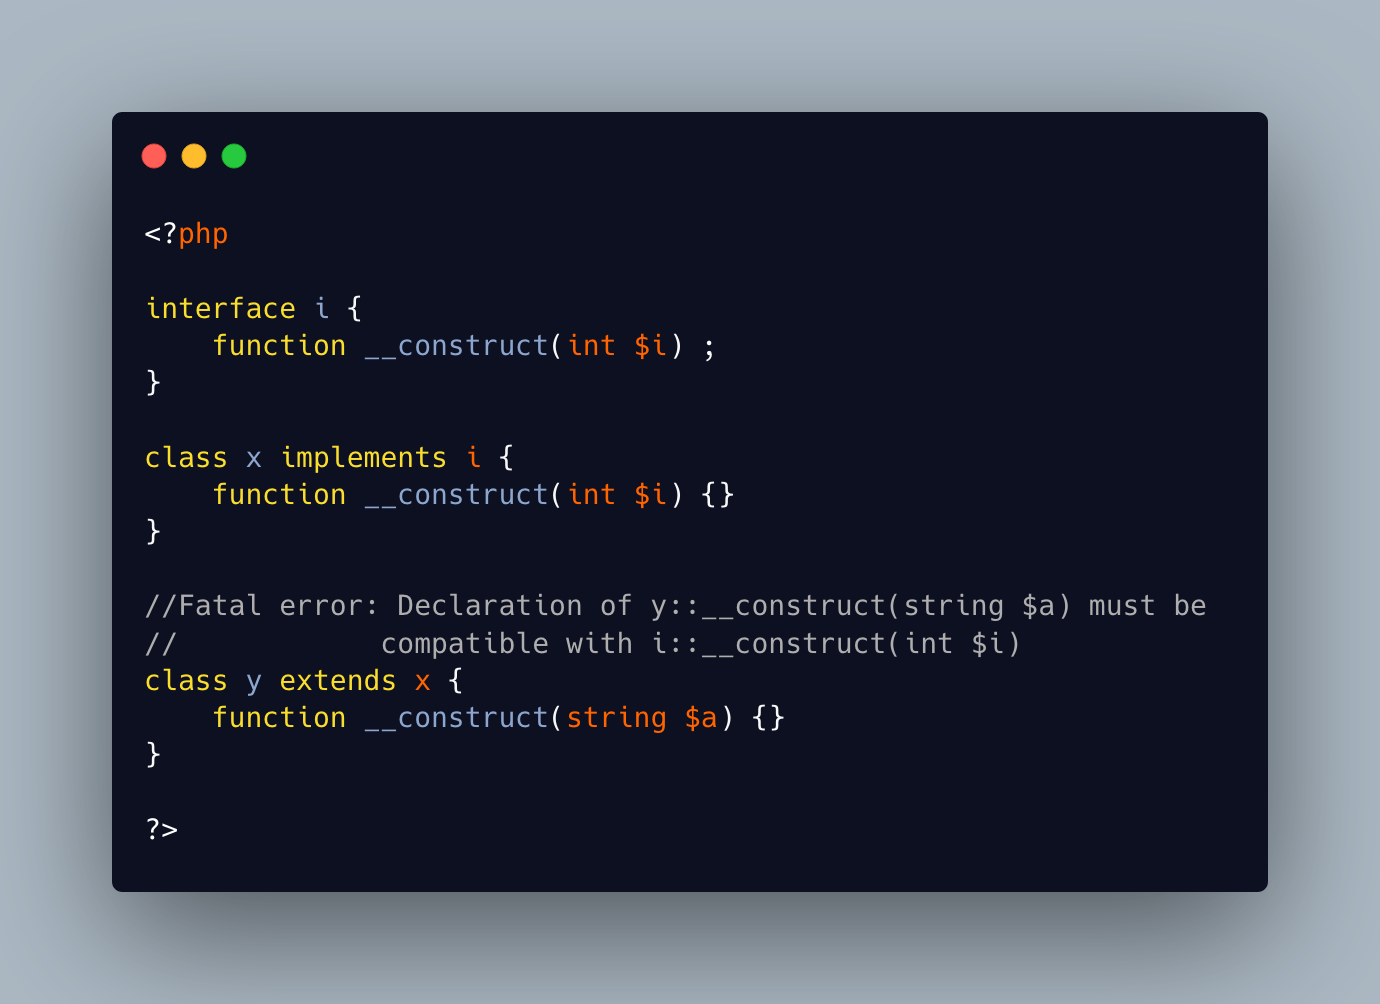 <?php
interface i {
    function __construct(int $i) ;
}
class x implements i {
    function __construct(int $i) {}
}
//Fatal error: Declaration of y::__construct(string $a) must be
//            compatible with i::__construct(int $i)
class y extends x {
    function __construct(string $a) {}
}
?>